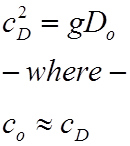 c_D^2 = gD_o
– where –
c_o ≈ c_D